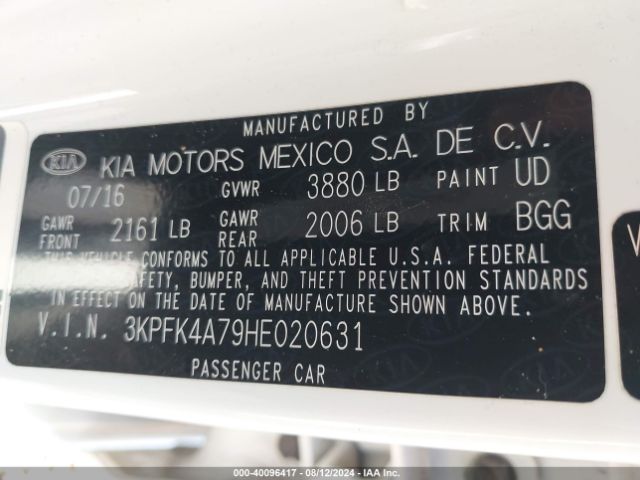 MANUFACTURED BY
KIA KIA MOTORS MEXICO S.A. DE C.V.
07/16 GVWR 3880 LB PAINT UD
GAWR FRONT 2161 LB GAWR REAR 2006 LB TRIM BGG
THIS VEHICLE CONFORMS TO ALL APPLICABLE U.S.A. FEDERAL
SAFETY, BUMPER, AND THEFT PREVENTION STANDARDS
IN EFFECT ON THE DATE OF MANUFACTURE SHOWN ABOVE.
V.I.N. 3KPFK4A79HE020631
PASSENGER CAR
000-40096417 - 08/12/2024 - IAA Inc.